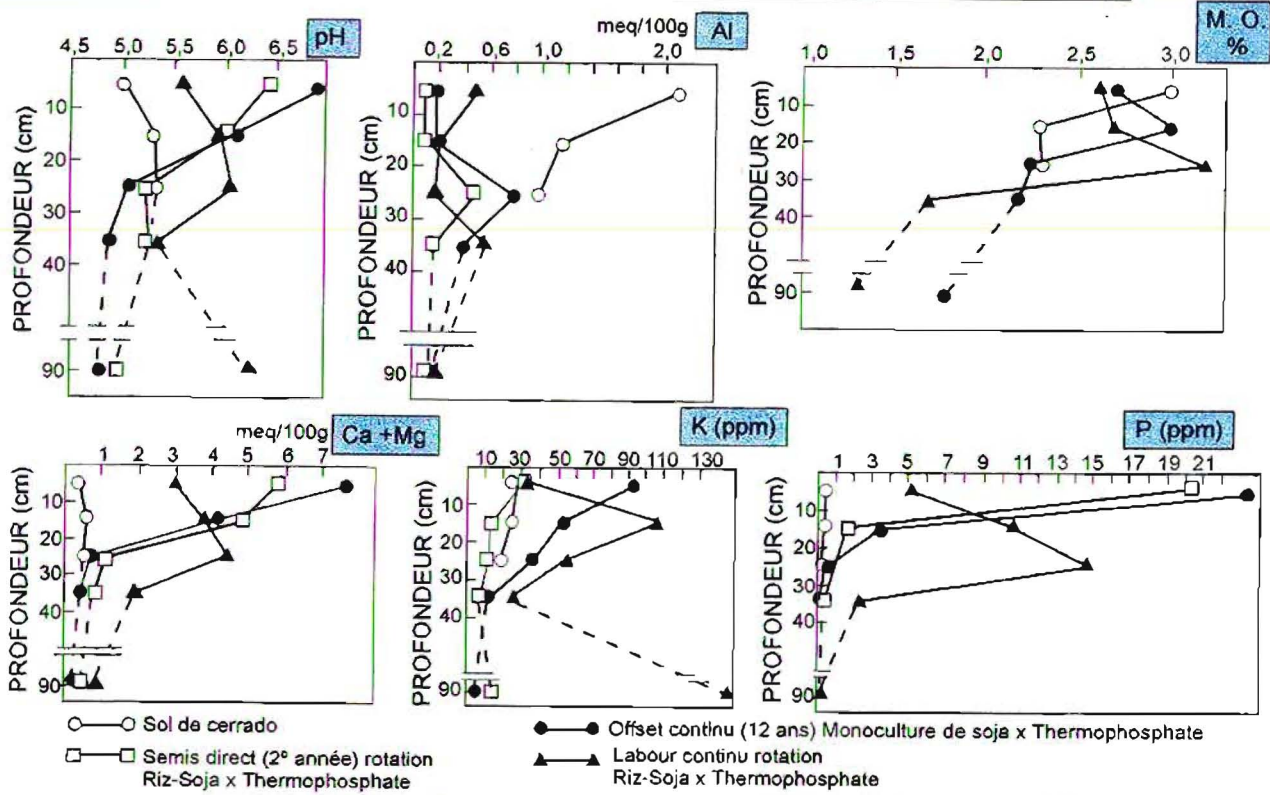 4,5 5,0 5,5 6,0 6,5
pH
PROFONDEUR (cm)
10
20
30
40
90
meq/100g
Al
0,2 0,6 1,0 2,0
PROFONDEUR (cm)
10
20
30
40
90
M. O.
%
1,0 1,5 2,0 2,5 3,0
PROFONDEUR (cm)
10
20
30
40
90
meq/100g
Ca +Mg
1 2 3 4 5 6 7
PROFONDEUR (cm)
10
20
30
40
90
K (ppm)
10 30 50 70 90 110 130
PROFONDEUR (cm)
10
20
30
40
90
P (ppm)
1 3 5 7 9 11 13 15 17 19 21
PROFONDEUR (cm)
10
20
30
40
90
Sol de cerrado
Semis direct (2º année) rotation
Riz-Soja x Thermophosphate
Offset continu (12 ans) Monoculture de soja x Thermophosphate
Labour continu rotation
Riz-Soja x Thermophosphate